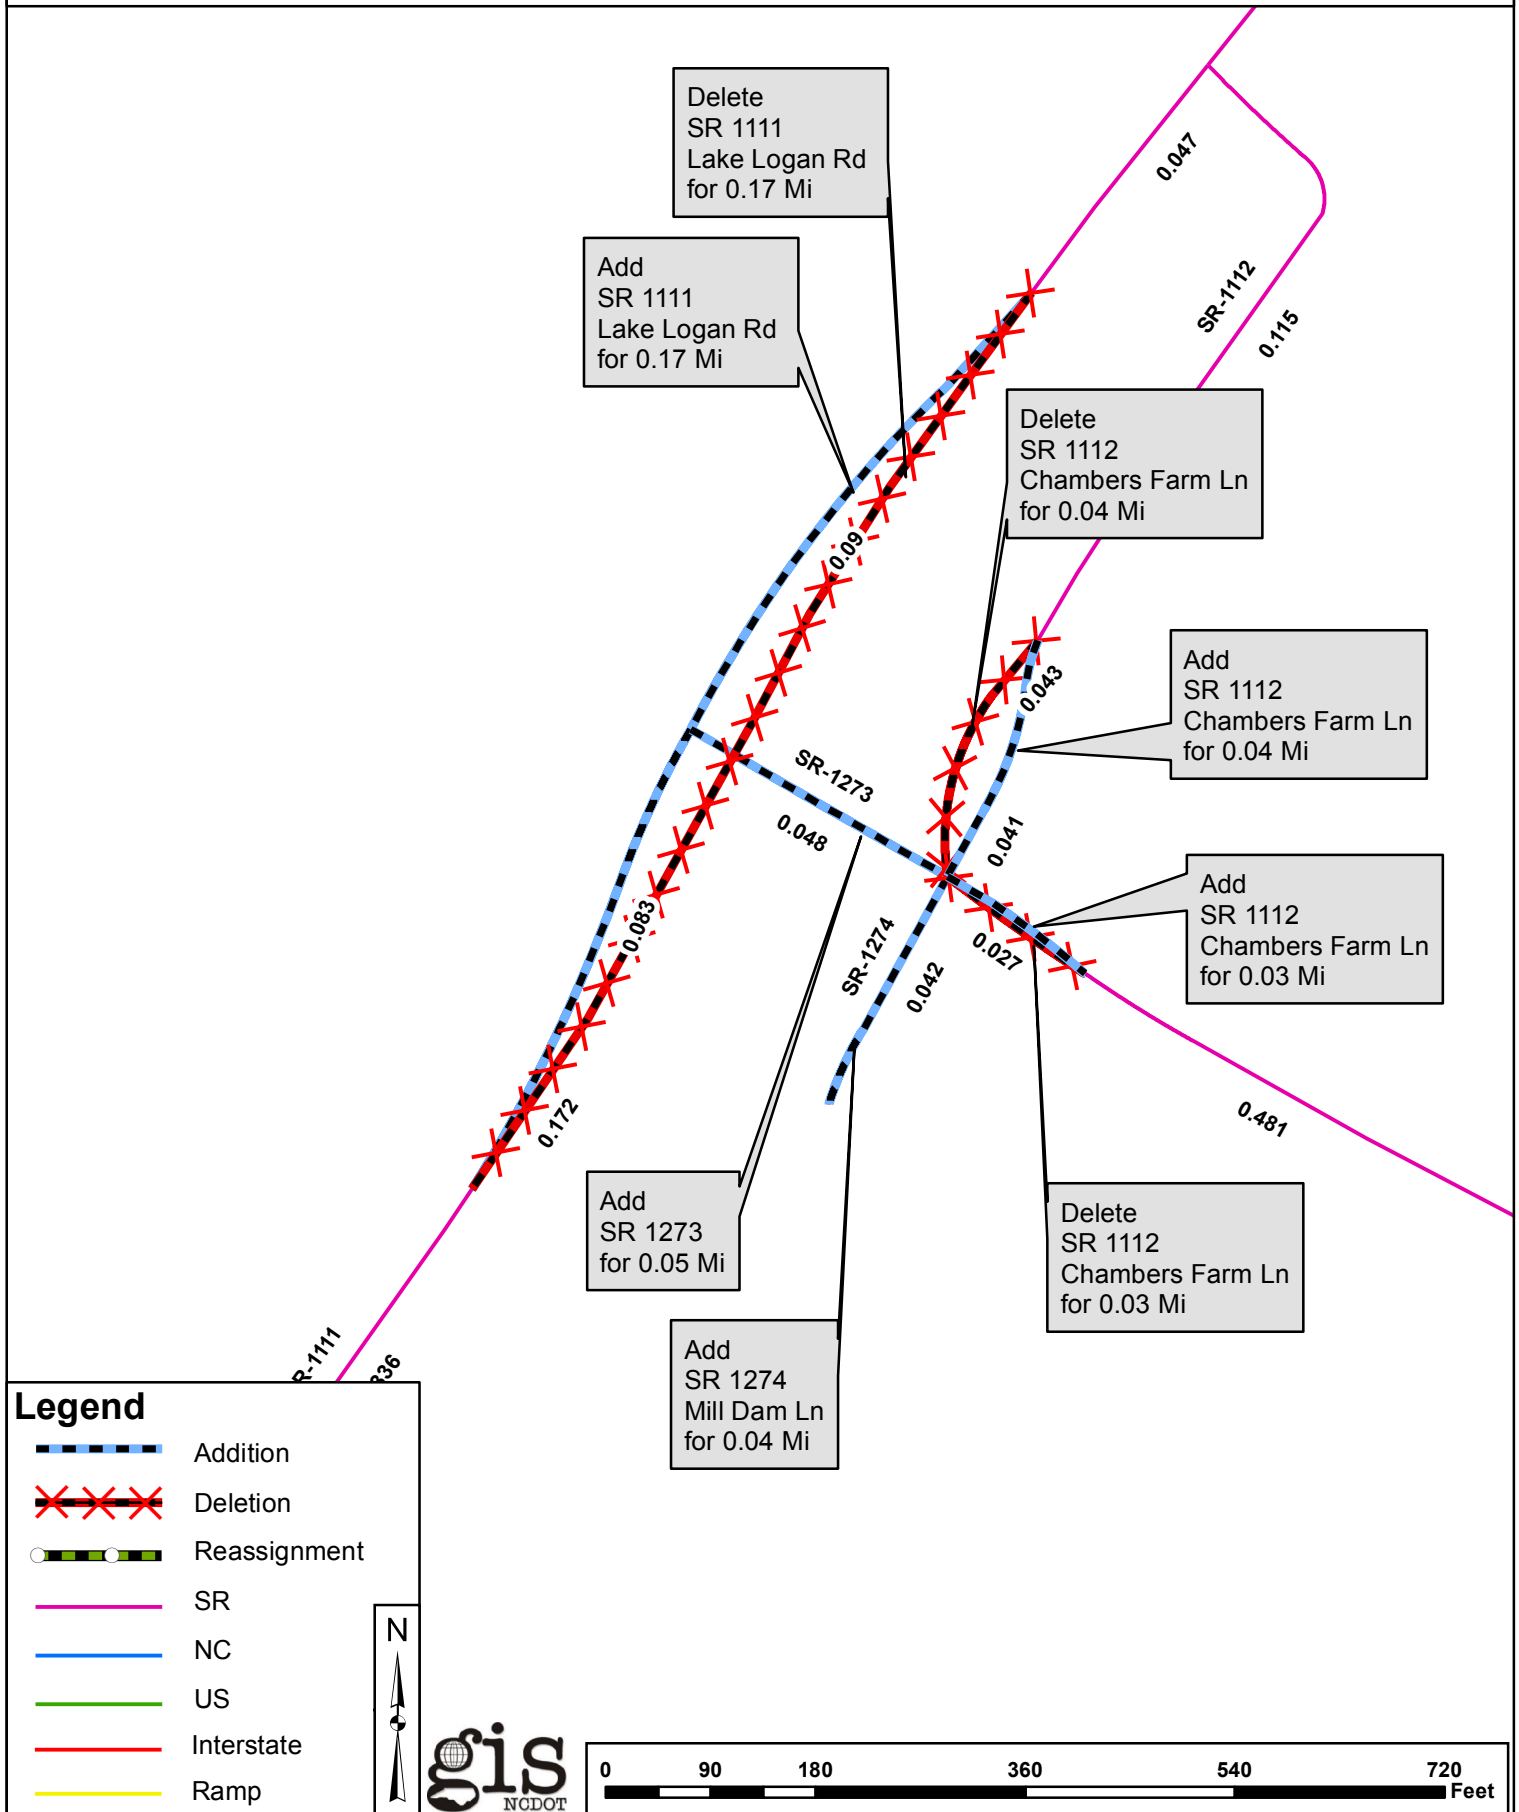 Delete
SR 1111
Lake Logan Rd
for 0.17 Mi
Add
SR 1111
Lake Logan Rd
for 0.17 Mi
0.047
SR-1112
0.115
Delete
SR 1112
Chambers Farm Ln
for 0.04 Mi
0.09
0.043
Add
SR 1112
Chambers Farm Ln
for 0.04 Mi
SR-1273
0.048
0.041
Add
SR 1112
Chambers Farm Ln
for 0.03 Mi
0.083
SR-1274
0.042
0.027
0.172
0.481
Add
SR 1273
for 0.05 Mi
Delete
SR 1112
Chambers Farm Ln
for 0.03 Mi
Add
SR 1274
Mill Dam Ln
for 0.04 Mi
R-1111
336
Legend
Addition
Deletion
Reassignment
SR
NC
US
Interstate
Ramp
N
gis
NCDOT
0 90 180 360 540 720
Feet